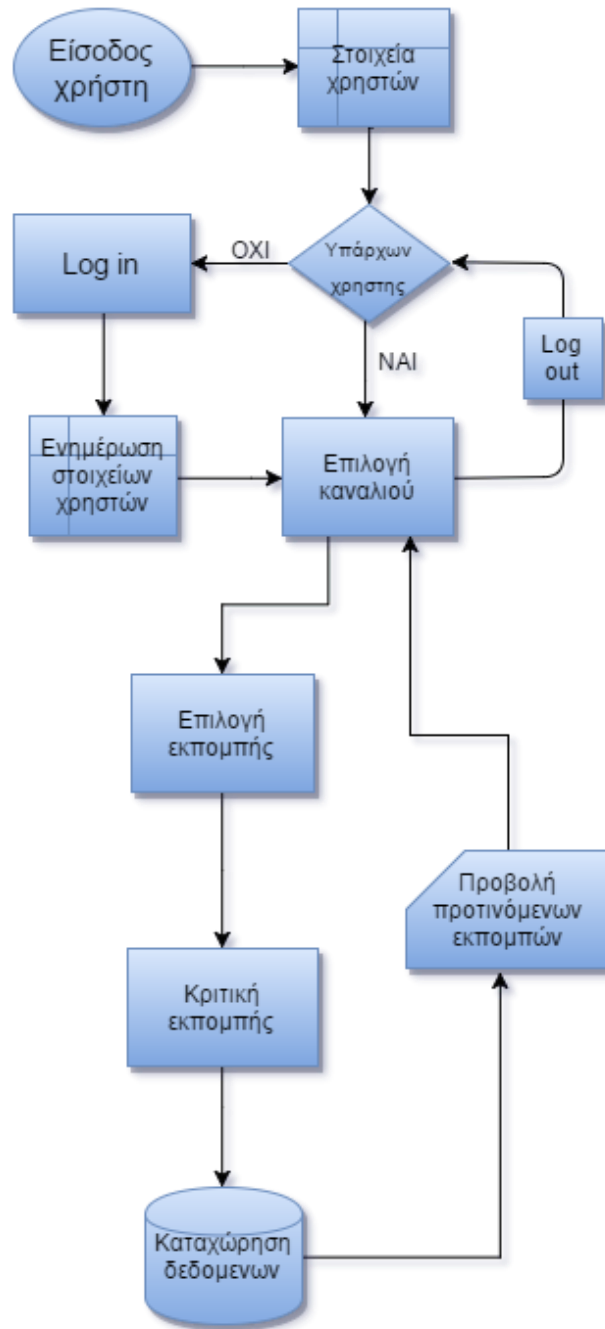 Είσοδος
χρήστη
Στοιχεία
χρηστών
Υπάρχων
χρηστης
ΟΧΙ
Log in
ΝΑΙ
Log
out
Ενημέρωση
στοιχείων
χρηστών
Επιλογή
καναλιού
Επιλογή
εκπομπής
Προβολή
προτινόμενων
εκπομπών
Κριτική
εκπομπής
Καταχώρηση
δεδομενων